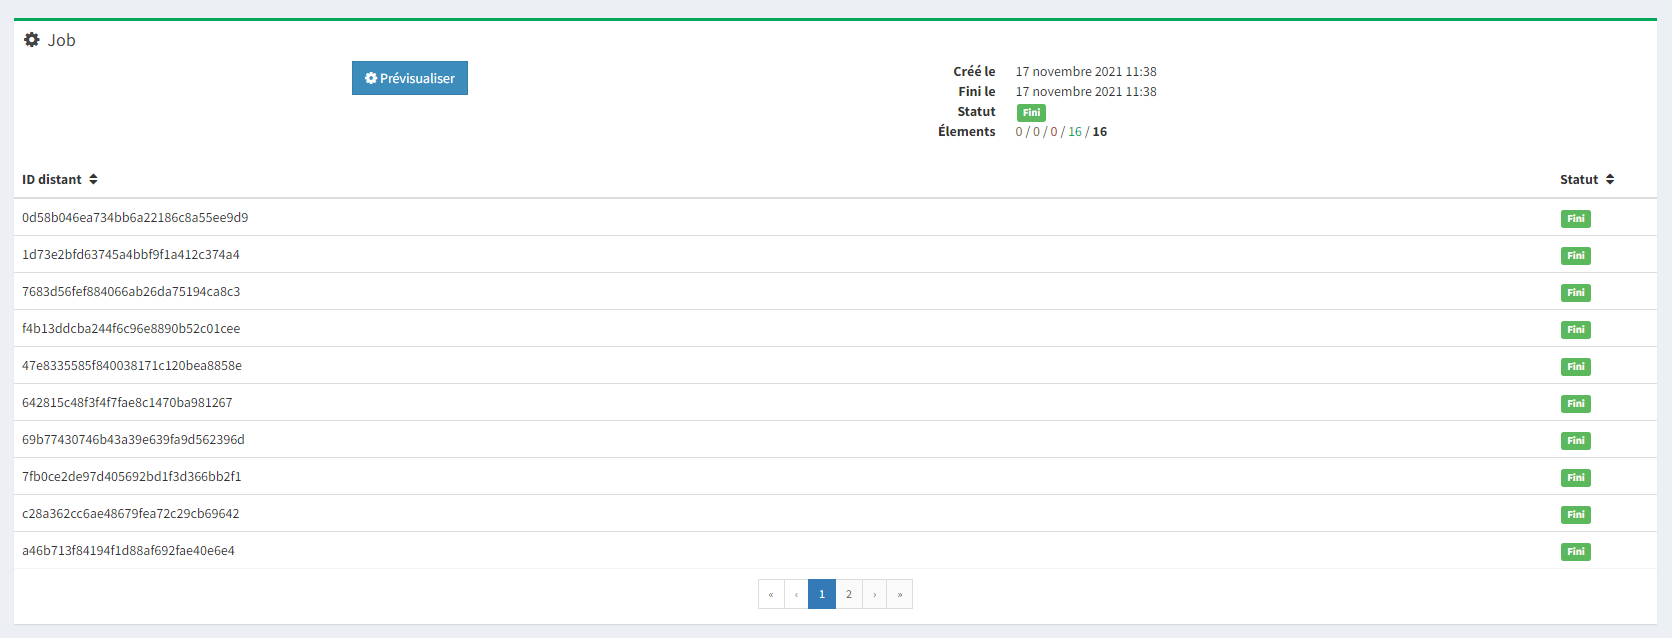 Job
Prévisualiser
Créé le 17 novembre 2021 11:38
Fini le 17 novembre 2021 11:38
Statut Fini
Élements 0 / 0 / 0 / 16 / 16
ID distant Statut
0d58b046ea734bb6a22186c8a55ee9d9 Fini
1d73e2bfd63745a4bbf9f1a412c374a4 Fini
7683d56fef884066ab26da75194ca8c3 Fini
f4b13ddcba244f6c96e8890b52c01cee Fini
47e8335585f840038171c120bea8858e Fini
642815c48f3f4f7fae8c1470ba981267 Fini
69b77430746b43a39e639fa9d562396d Fini
7fb0ce2de97d405692bd1f3d366bb2f1 Fini
c28a362cc6ae48679fea72c29cb69642 Fini
a46b713f84194f1d88af692fae40e6e4 Fini
« ‹ 1 2 › »